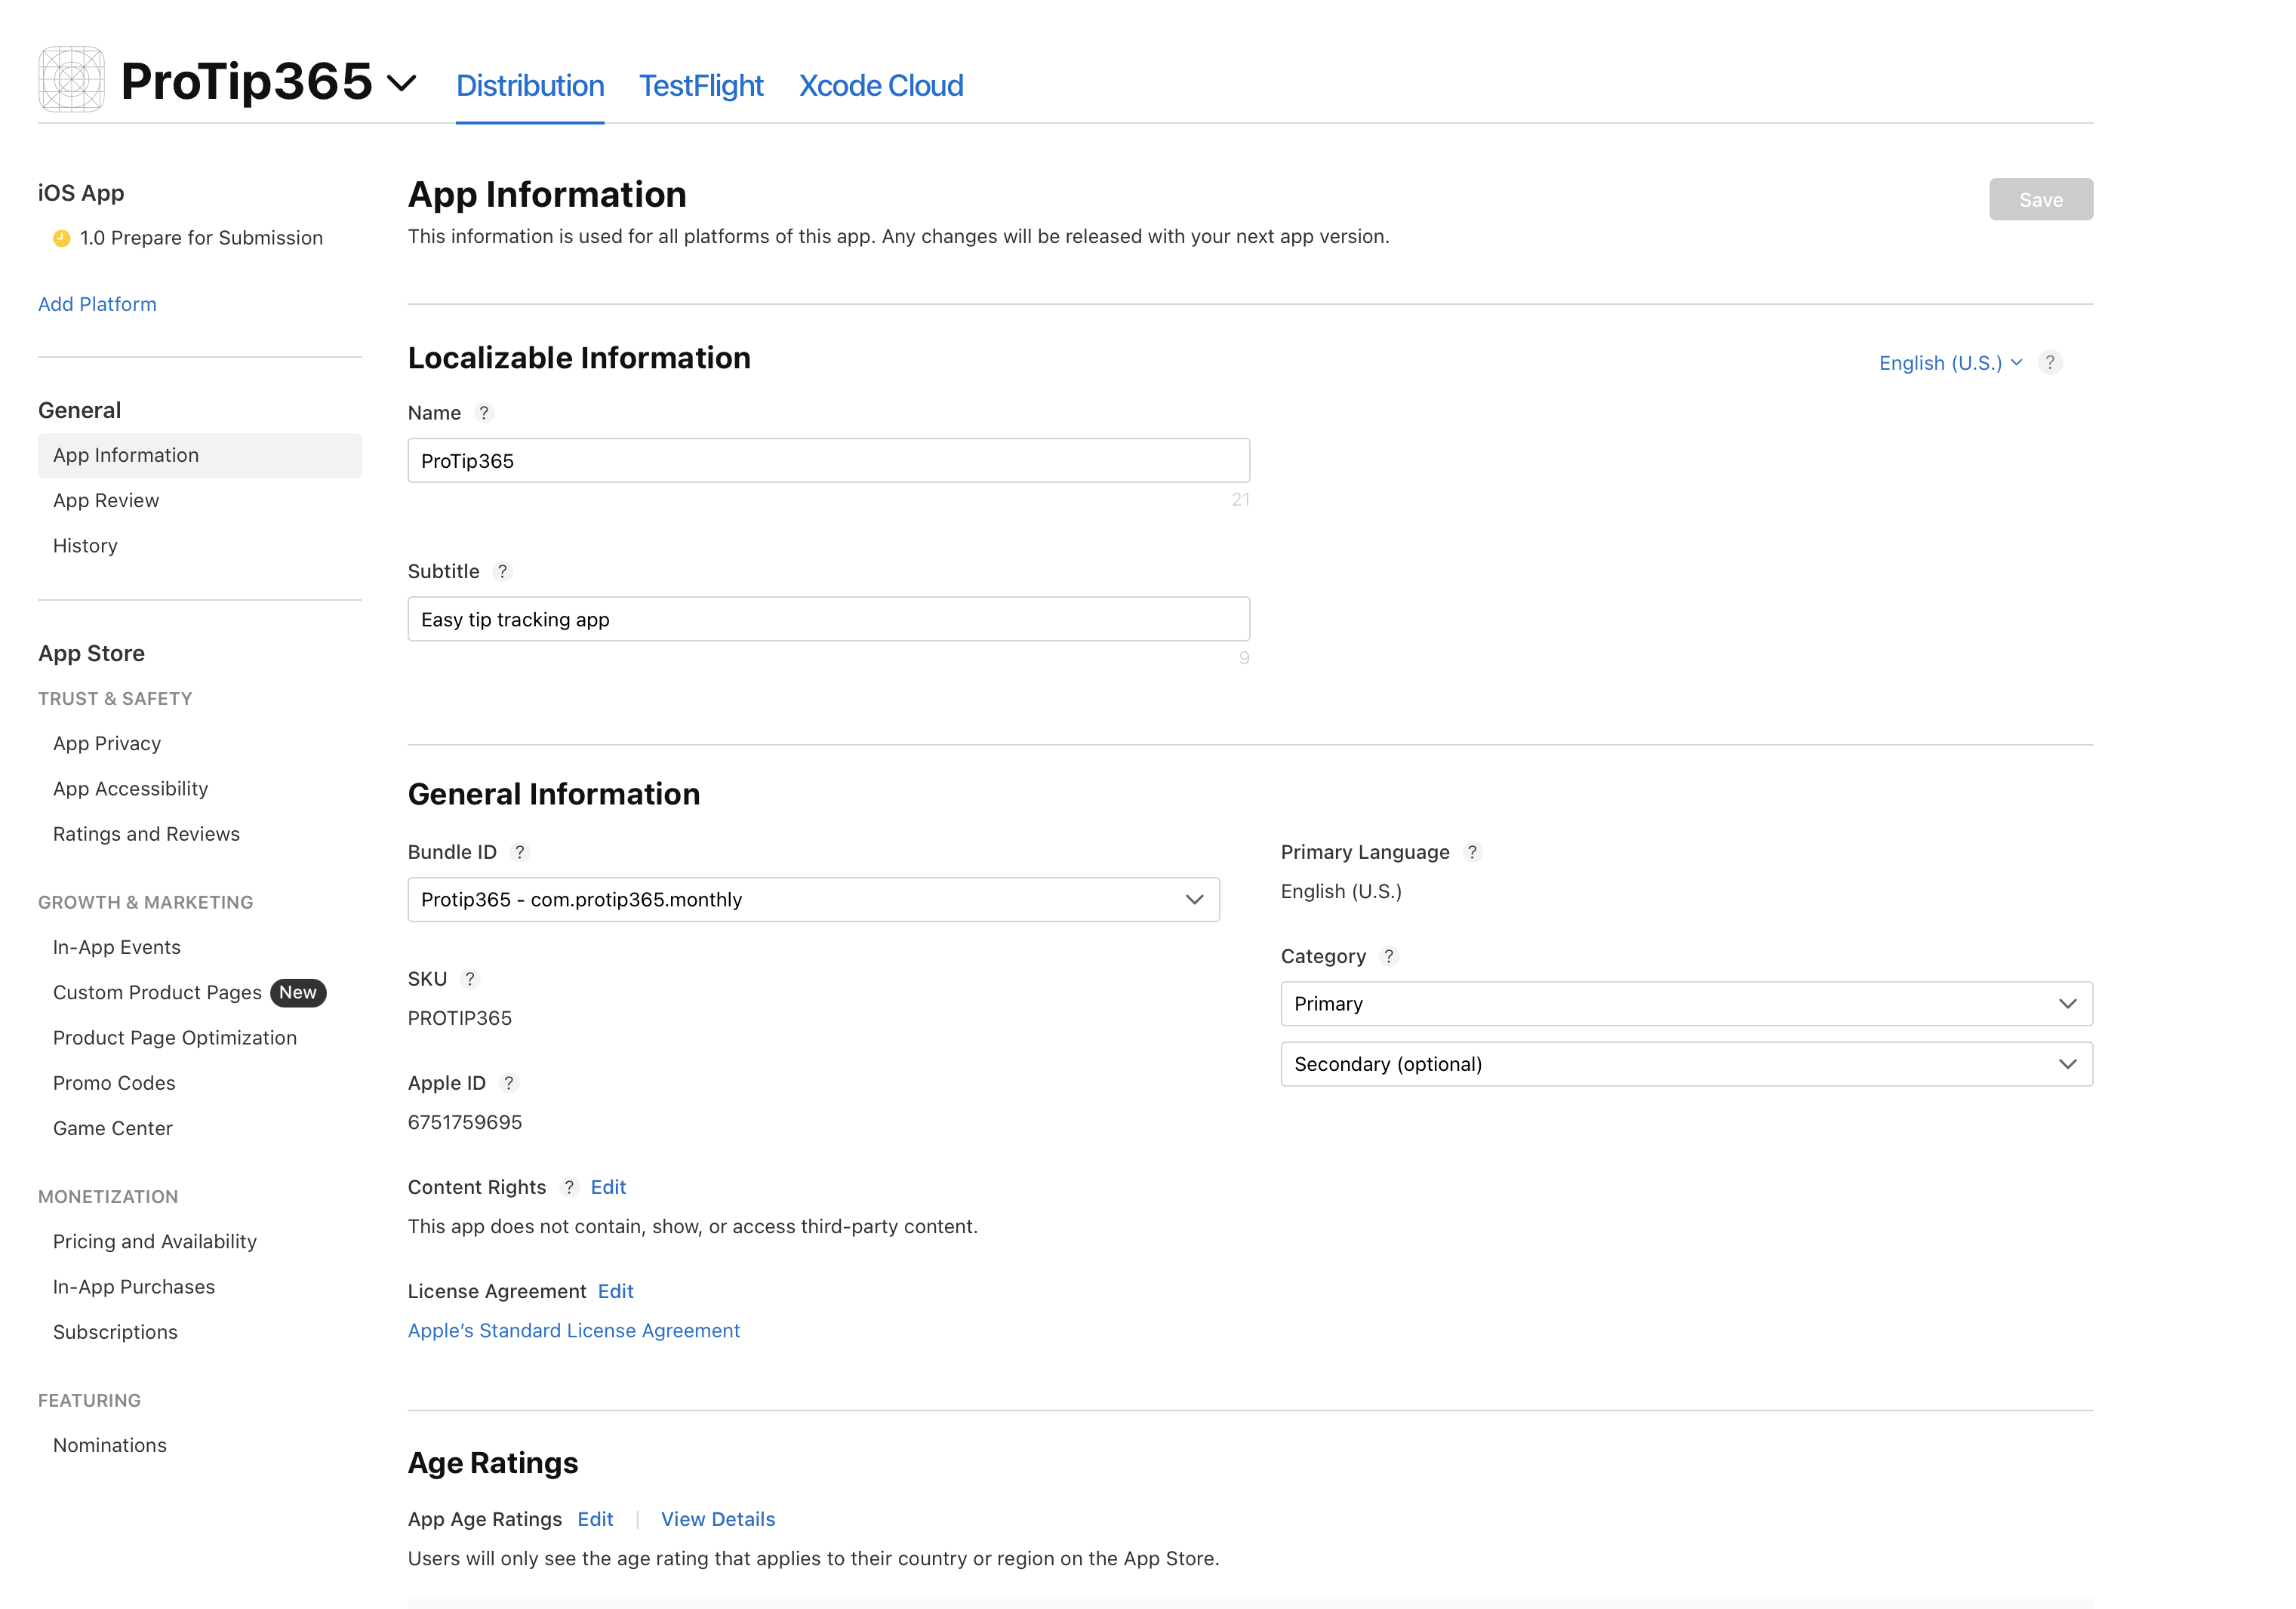 ProTip365
Distribution
TestFlight
Xcode Cloud
iOS App
1.0 Prepare for Submission
Add Platform
General
App Information
App Review
History
App Store
TRUST & SAFETY
App Privacy
App Accessibility
Ratings and Reviews
GROWTH & MARKETING
In-App Events
Custom Product Pages New
Product Page Optimization
Promo Codes
Game Center
MONETIZATION
Pricing and Availability
In-App Purchases
Subscriptions
FEATURING
Nominations
App Information
Save
This information is used for all platforms of this app. Any changes will be released with your next app version.
Localizable Information
English (U.S.) ?
Name ?
ProTip365
21
Subtitle ?
Easy tip tracking app
9
General Information
Bundle ID ?
Protip365 - com.protip365.monthly
SKU ?
PROTIP365
Apple ID ?
6751759695
Content Rights ? Edit
This app does not contain, show, or access third-party content.
License Agreement Edit
Apple's Standard License Agreement
Primary Language ?
English (U.S.)
Category ?
Primary
Secondary (optional)
Age Ratings
App Age Ratings Edit | View Details
Users will only see the age rating that applies to their country or region on the App Store.